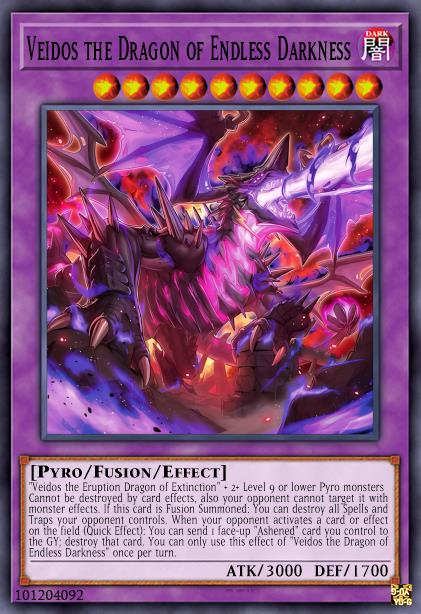 Veidos the Dragon of Endless Darkness
DARK
闇
[Pyro/Fusion/Effect]
"Veidos the Eruption Dragon of Extinction" + 2+ Level 9 or lower Pyro monsters
Cannot be destroyed by card effects, also your opponent cannot target it with
monster effects. If this card is Fusion Summoned: You can destroy all Spells and
Traps your opponent controls. When your opponent activates a card or effect
on the field (Quick Effect): You can send 1 face-up "Ashened" card you control to
the GY; destroy that card. You can only use this effect of "Veidos the Dragon of
Endless Darkness" once per turn.
ATK/3000 DEF/1700
101204092